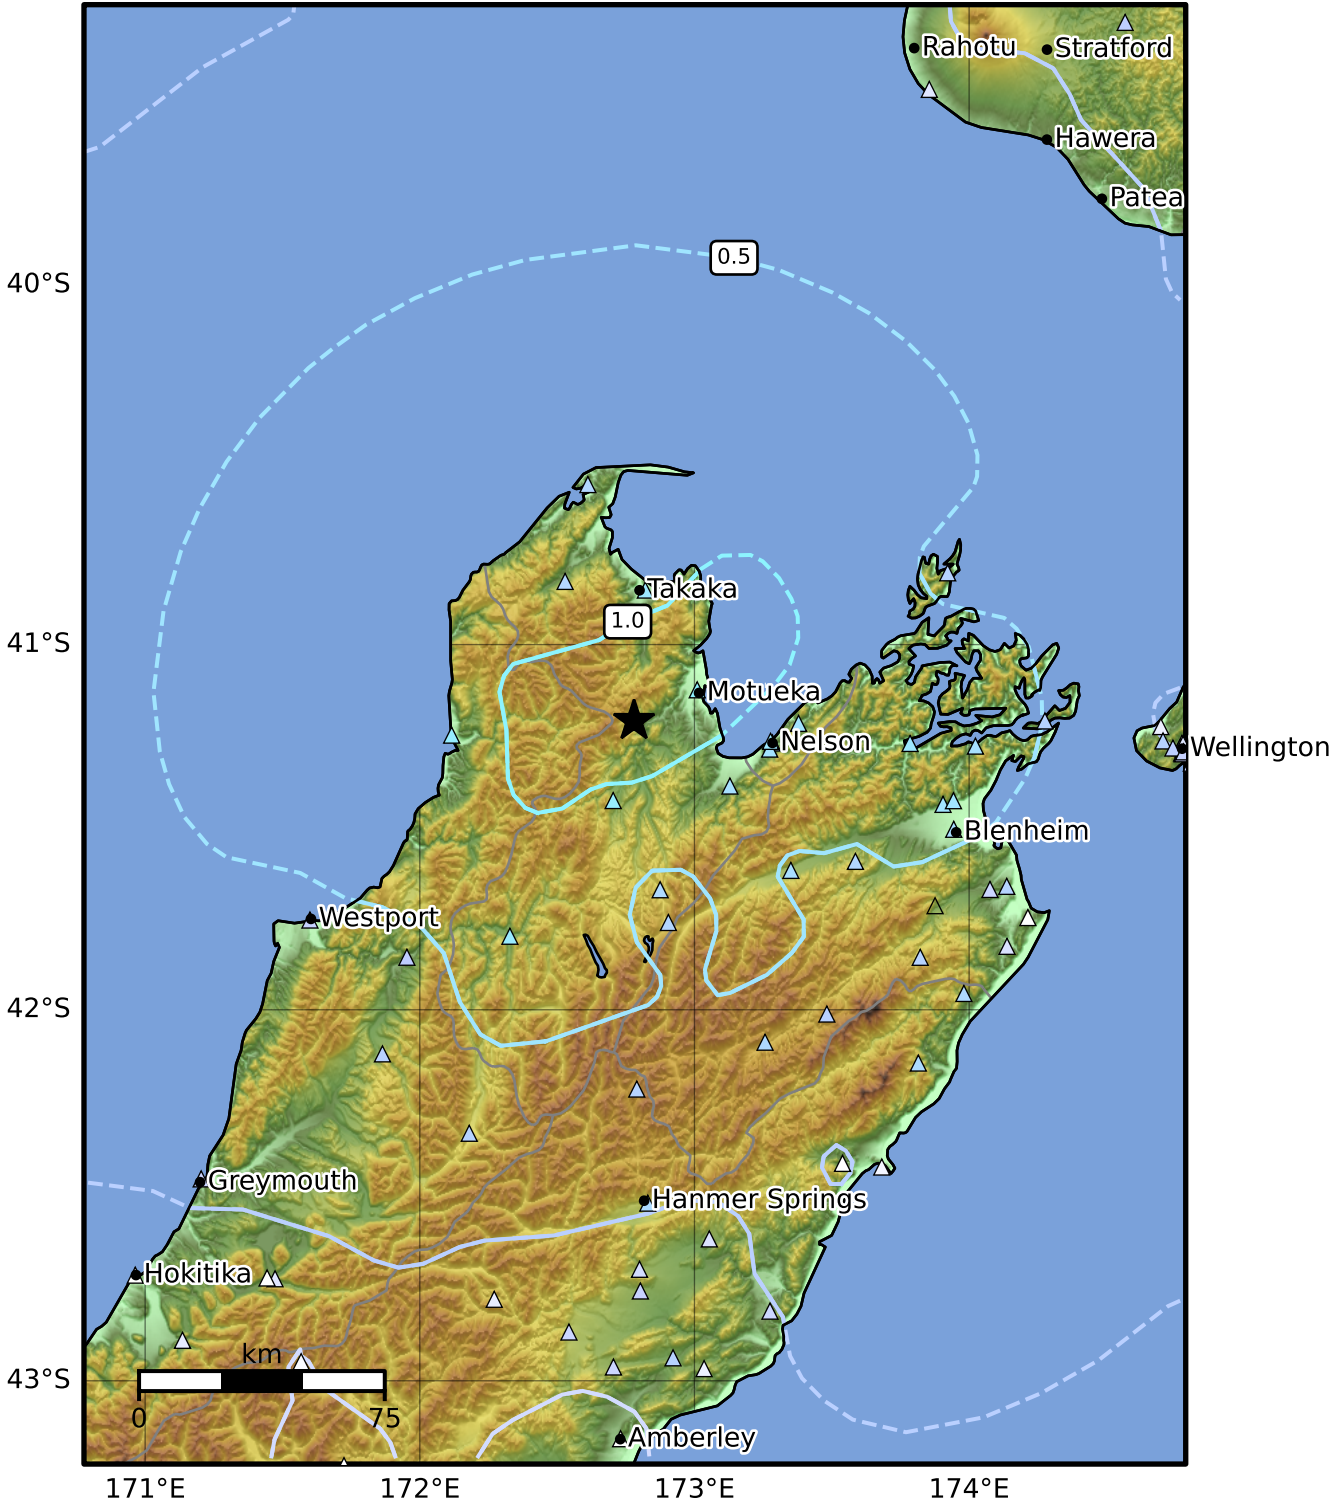 Rahotu
Stratford
Hawera
Patea
0.5
40°S
Takaka
1.0
41°S
Motueka
Nelson
Wellington
Blenheim
Westport
42°S
Greymouth
Hanmer Springs
Hokitika
km
43°S
0
75
Amberley
171°E
172°E
173°E
174°E